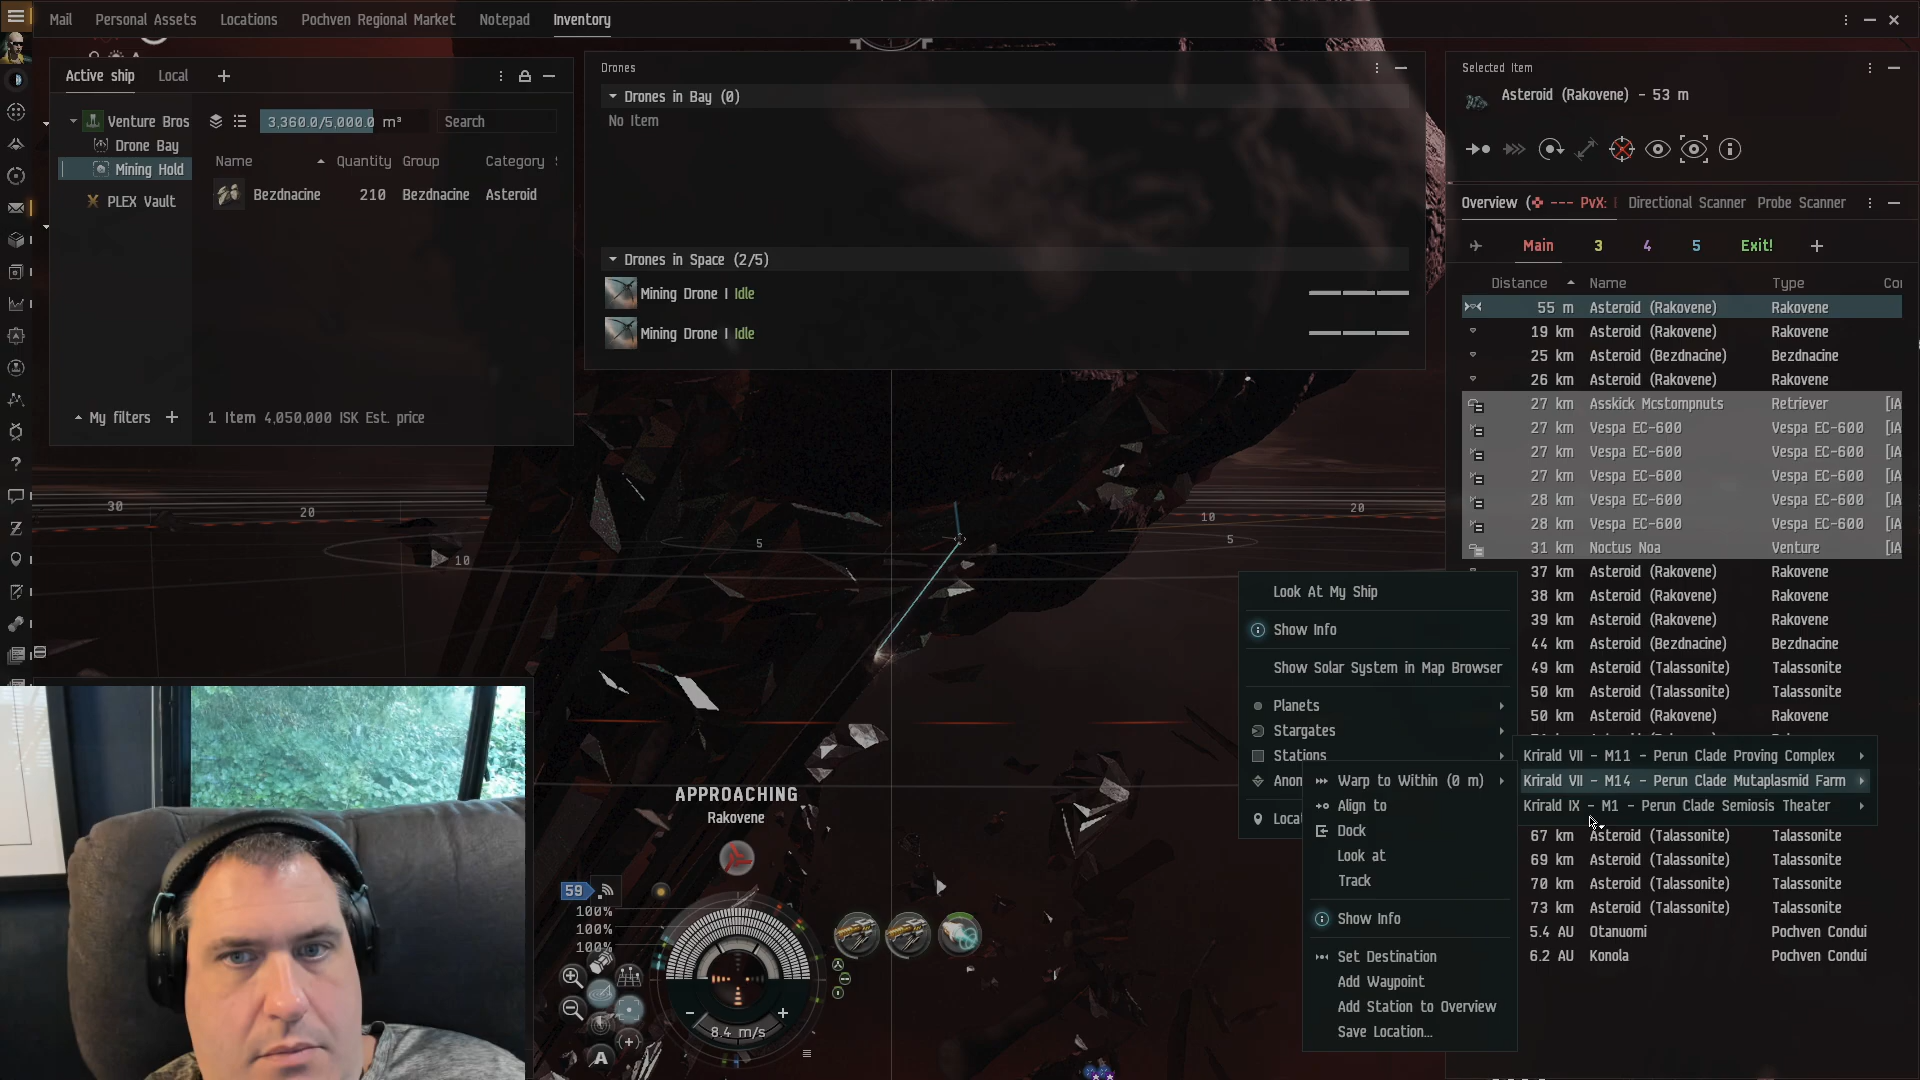 Mail
Personal Assets
Locations
Pochven Regional Market
Notepad
Inventory
Active ship
Local
Venture Bros
Drone Bay
Mining Hold
PLEX Vault
3,360.0/5,000.0 m³
Search
Name Quantity Group Category
Bezdnacine 210 Bezdnacine Asteroid
My filters
1 Item 4,050,000 ISK Est. price
Drones
Drones in Bay (0)
No Item
Drones in Space (2/5)
Mining Drone I Idle
Mining Drone I Idle
Selected Item
Asteroid (Rakovene) - 53 m
Overview ( --- PvX:
Directional Scanner
Probe Scanner
Main
3
4
5
Exit!
Distance Name Type Co
55 m Asteroid (Rakovene) Rakovene
19 km Asteroid (Rakovene) Rakovene
25 km Asteroid (Bezdnacine) Bezdnacine
26 km Asteroid (Rakovene) Rakovene
27 km Asskick Mcstompnuts Retriever [IA
27 km Vespa EC-600 Vespa EC-600 [IA
27 km Vespa EC-600 Vespa EC-600 [IA
27 km Vespa EC-600 Vespa EC-600 [IA
28 km Vespa EC-600 Vespa EC-600 [IA
28 km Vespa EC-600 Vespa EC-600 [IA
31 km Noctus Noa Venture [IA
37 km Asteroid (Rakovene) Rakovene
38 km Asteroid (Rakovene) Rakovene
39 km Asteroid (Rakovene) Rakovene
44 km Asteroid (Bezdnacine) Bezdnacine
49 km Asteroid (Talassonite) Talassonite
50 km Asteroid (Talassonite) Talassonite
50 km Asteroid (Rakovene) Rakovene
67 km Asteroid (Talassonite) Talassonite
69 km Asteroid (Talassonite) Talassonite
70 km Asteroid (Talassonite) Talassonite
73 km Asteroid (Talassonite) Talassonite
5.4 AU Otanuomi Pochven Condui
6.2 AU Konola Pochven Condui
Look At My Ship
Show Info
Show Solar System in Map Browser
Planets
Stargates
Stations
Anom
Locat
Krirald VII - M11 - Perun Clade Proving Complex
Krirald VII - M14 - Perun Clade Mutaplasmid Farm
Krirald IX - M1 - Perun Clade Semiosis Theater
Warp to Within (0 m)
Align to
Dock
Look at
Track
Show Info
Set Destination
Add Waypoint
Add Station to Overview
Save Location...
30
20
10
5
5
10
20
APPROACHING
Rakovene
59
100%
100%
100%
8.4 m/s
A